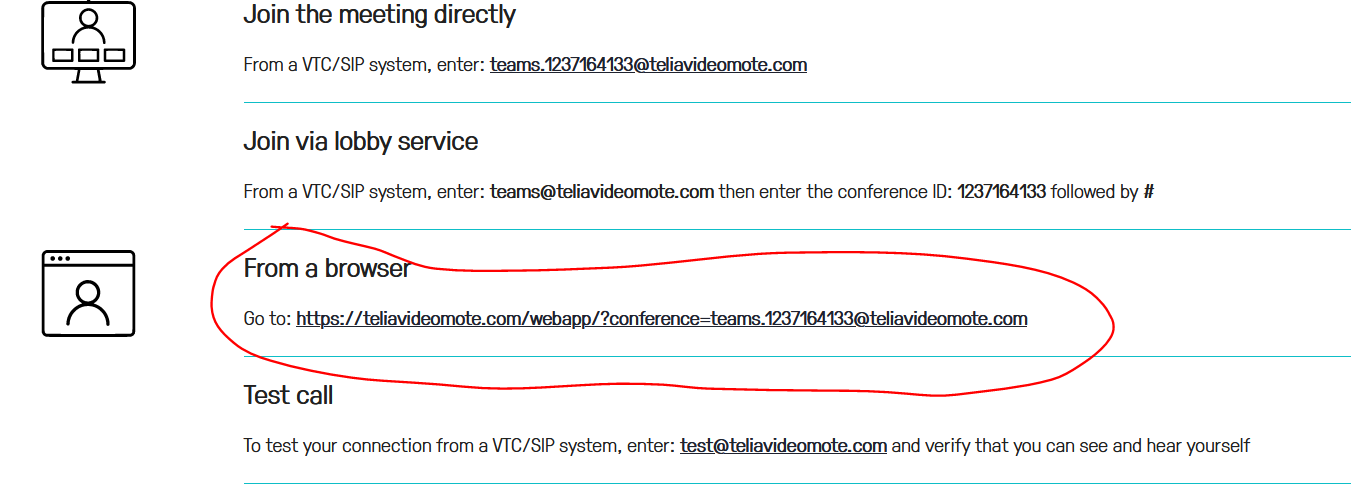 Join the meeting directly
From a VTC/SIP system, enter: teams.1237164133@teliavideomote.com
Join via lobby service
From a VTC/SIP system, enter: teams@teliavideomote.com then enter the conference ID: 1237164133 followed by #
From a browser
Go to: https://teliavideomote.com/webapp/?conference=teams.1237164133@teliavideomote.com
Test call
To test your connection from a VTC/SIP system, enter: test@teliavideomote.com and verify that you can see and hear yourself